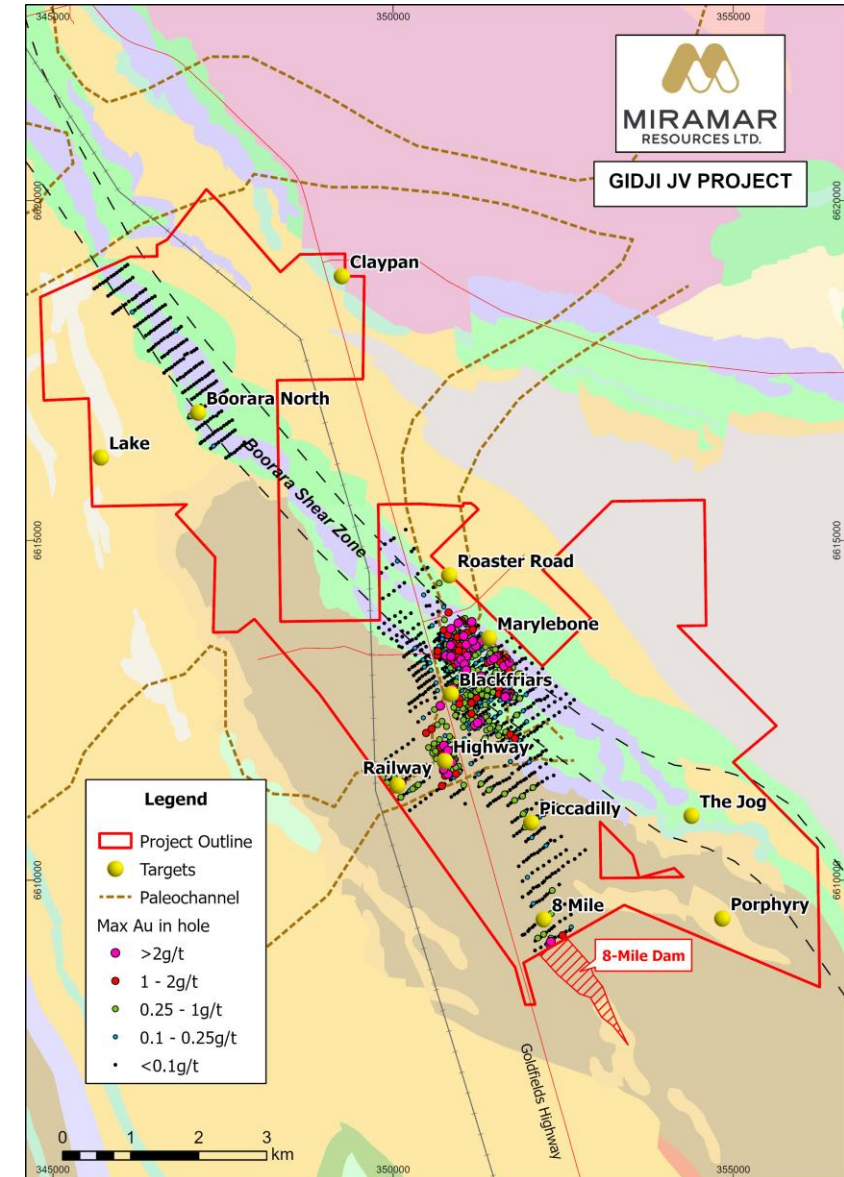 345000
350000
355000
MIRAMAR
RESOURCES LTD.
GIDJI JV PROJECT
6620000
6620000
Claypan
Boorara North
Lake
Boorara Shear Zone
6615000
6615000
Roaster Road
Marylebone
Blackfriars
Highway
Railway
Piccadilly
The Jog
6610000
6610000
8 Mile
Porphyry
8-Mile Dam
Goldfields Highway
Legend
Project Outline
Targets
Paleochannel
Max Au in hole
>2g/t
1 - 2g/t
0.25 - 1g/t
0.1 - 0.25g/t
<0.1g/t
0 1 2 3
km
345000
350000
355000